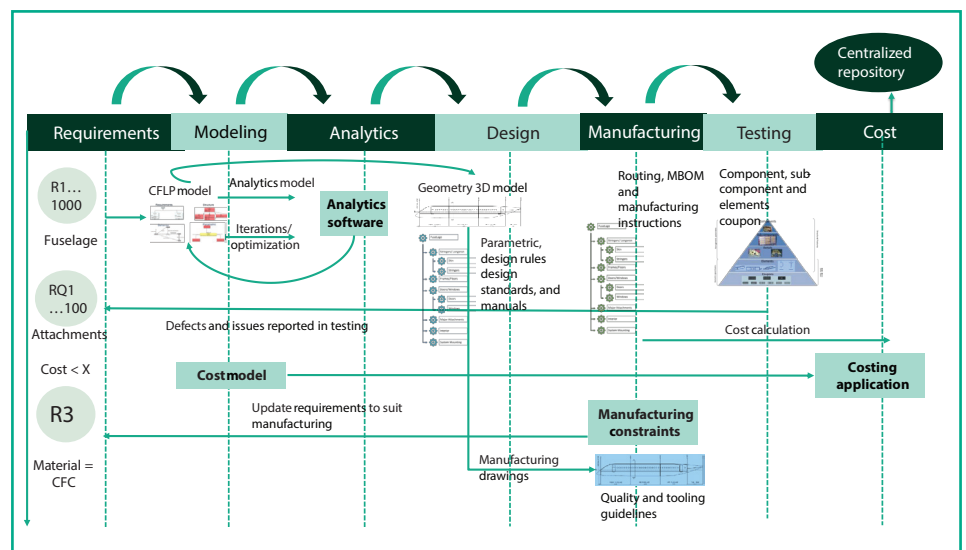 Centralized
repository
Requirements
Modeling
Analytics
Design
Manufacturing
Testing
Cost
R1…
1000
Fuselage
CFLP model
Analytics model
Iterations/
optimization
Analytics
software
Geometry 3D model
Parametric,
design rules
design
standards, and
manuals
Routing, MBOM
and
manufacturing
instructions
Component, sub-
component and
elements
coupon
RQ1
…100
Attachments
Defects and issues reported in testing
Cost calculation
Cost < X
Cost model
Costing
application
R3
Update requirements to suit
manufacturing
Manufacturing
constraints
Material =
CFC
Manufacturing
drawings
Quality and tooling
guidelines